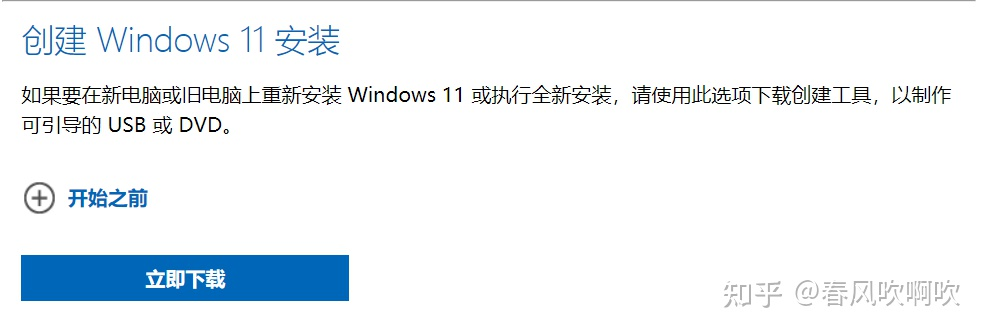 创建 Windows 11 安装
如果要在新电脑或旧电脑上重新安装 Windows 11 或执行全新安装，请使用此选项下载创建工具，以制作
可引导的 USB 或 DVD。
开始之前
立即下载
知乎 @春风吹啊吹